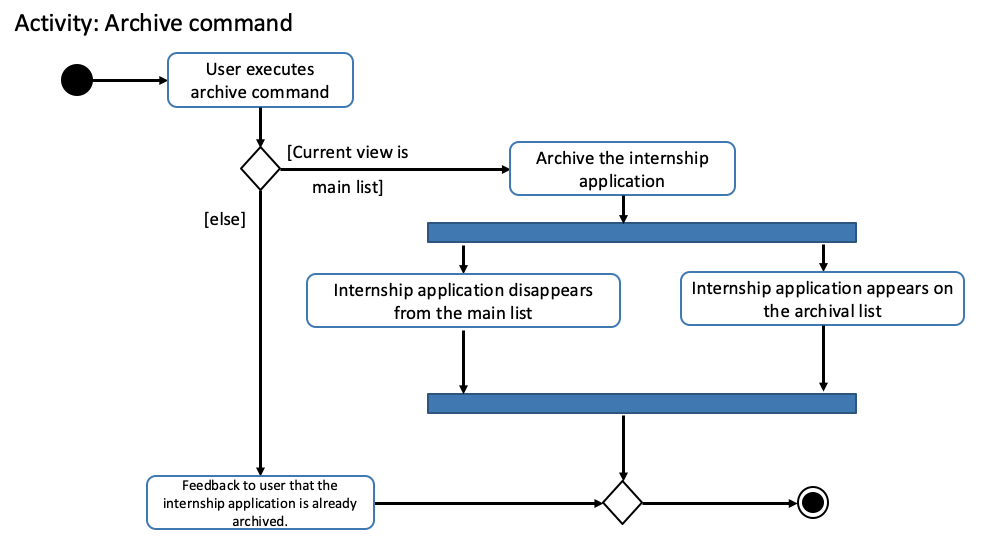 Activity: Archive command
User executes
archive command
[Current view is
main list]
Archive the internship
application
[else]
Internship application disappears
from the main list
Internship application appears on
the archival list
Feedback to user that the
internship application is already
archived.